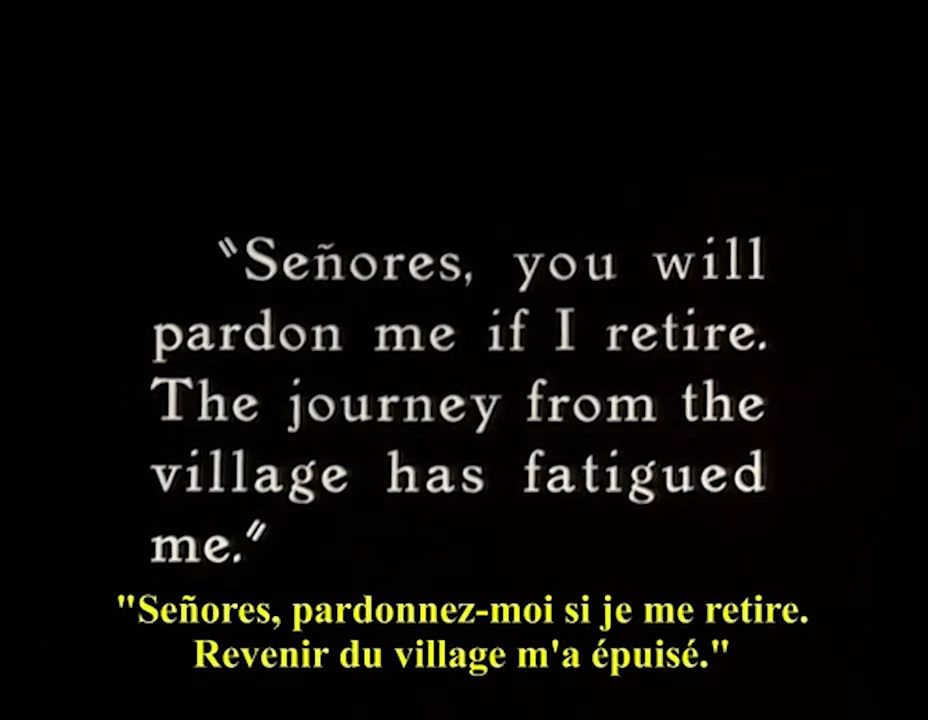 "Señores, you will
pardon me if I retire.
The journey from the
village has fatigued
me."
"Señores, pardonnez-moi si je me retire.
Revenir du village m'a épuisé."